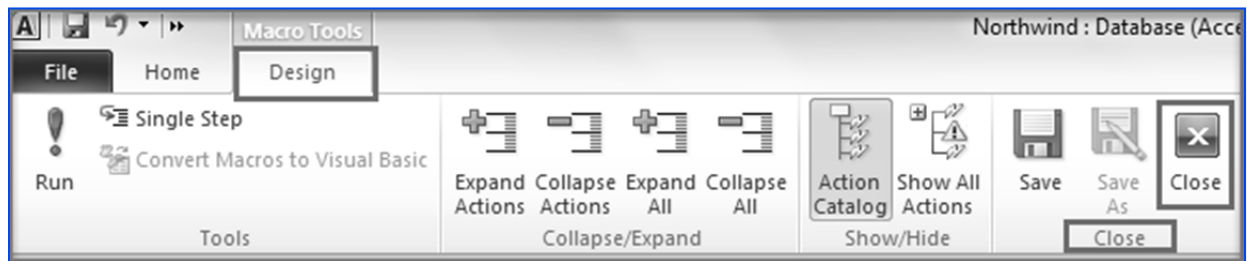 A
Macro Tools
Northwind : Database (Acce
File
Home
Design
Run
Single Step
Convert Macros to Visual Basic
Expand
Actions
Collapse
Actions
Expand
All
Collapse
All
Action
Catalog
Show All
Actions
Save
Save
As
Close
Tools
Collapse/Expand
Show/Hide
Close